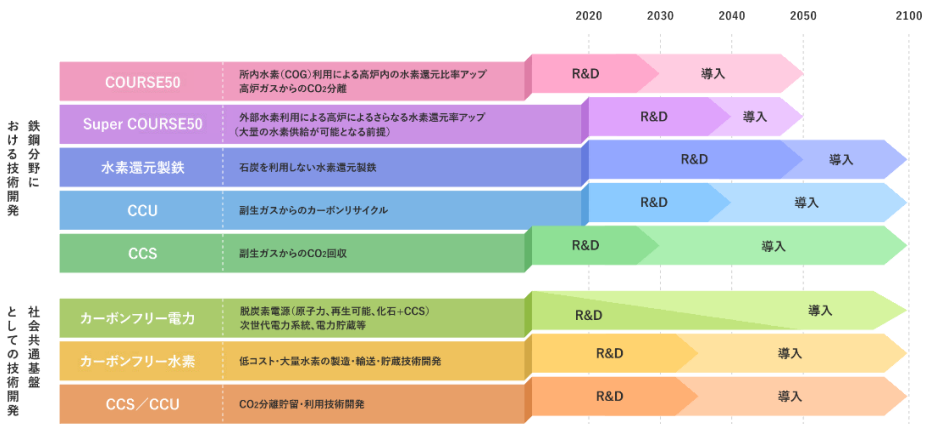 2020 2030 2040 2050 2100
鉄鋼分野に
おける技術開発
COURSE50
所内水素（COG）利用による高炉内の水素還元比率アップ
高炉ガスからのCO2分離
R&D 導入
Super COURSE50
外部水素利用による高炉によるさらなる水素還元率アップ
（大量の水素供給が可能となる前提）
R&D 導入
水素還元製鉄
石炭を利用しない水素還元製鉄
R&D 導入
CCU
副生ガスからのカーボンリサイクル
R&D 導入
CCS
副生ガスからのCO2回収
R&D 導入
社会共通基盤
としての技術開発
カーボンフリー電力
脱炭素電源（原子力、再生可能、化石+CCS）
次世代電力系統、電力貯蔵等
R&D 導入
カーボンフリー水素
低コスト・大量水素の製造・輸送・貯蔵技術開発
R&D 導入
CCS／CCU
CO2分離貯留・利用技術開発
R&D 導入